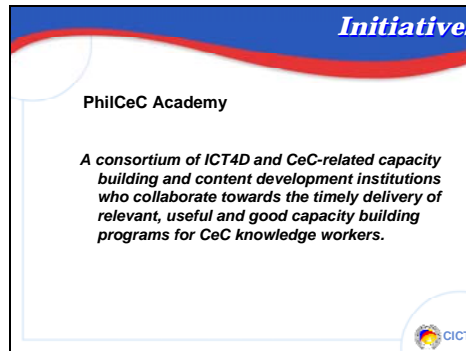 Initiative
PhilCeC Academy
A consortium of ICT4D and CeC-related capacity
building and content development institutions
who collaborate towards the timely delivery of
relevant, useful and good capacity building
programs for CeC knowledge workers.
CICT